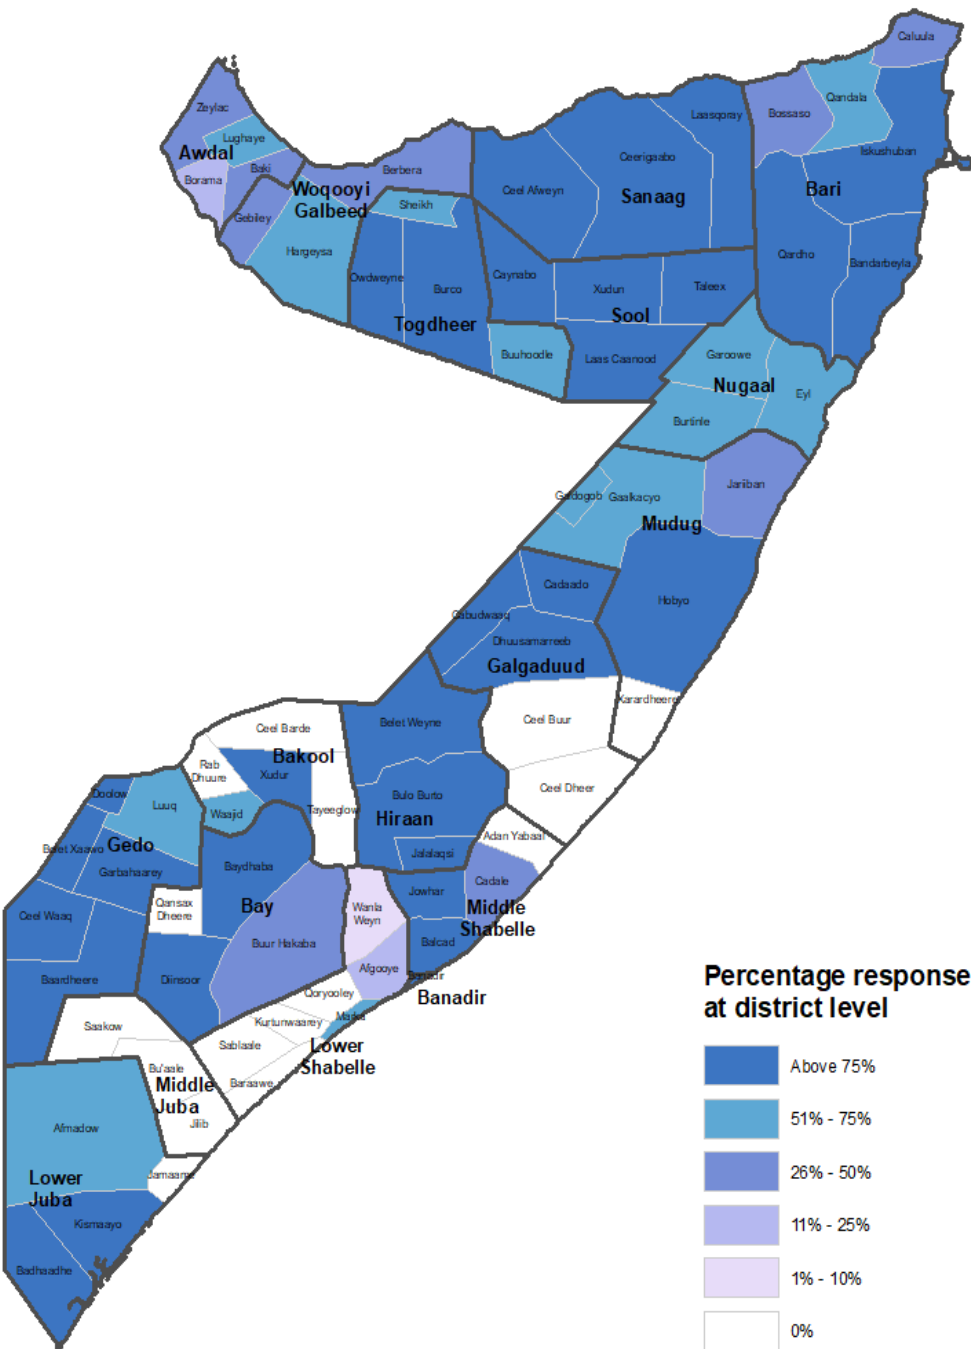 Caluula
Zeylac
Qandala
Bossaso
Laasqoray
Lughaye
Awdal
Ceerigaabo
Iskushuban
Baki
Berbera
Borama
Woqooyi
Galbeed
Ceel Afweyn
Sanaag
Bari
Sheikh
Gebiley
Hargeysa
Qardho
Bandarbeyla
Owdweyne
Caynabo
Burco
Xudun
Taleex
Togdheer
Sool
Buuhoodle
Laas Caanood
Garoowe
Nugaal
Eyl
Burtinle
Jariiban
Galdogob
Gaalkacyo
Mudug
Cadaado
Hobyo
Cabudwaaq
Dhuusamarreeb
Galgaduud
Xarardheere
Ceel Barde
Belet Weyne
Ceel Buur
Bakool
Rab
Dhuure
Xudur
Ceel Dheer
Doolow
Luuq
Waajid
Tayeeglow
Bulo Burto
Hiraan
Adan Yabaal
Belet Xaawo
Gedo
Jalalaqsi
Garbahaarey
Baydhaba
Cadale
Jowhar
Qansax
Dheere
Bay
Wanla
Weyn
Middle
Shabelle
Ceel Waaq
Buur Hakaba
Balcad
Afgooye
Banadir
Baardheere
Diinsoor
Qoryooley
Banadir
Marka
Saakow
Kurtunwaarey
Sablaale
Lower
Shabelle
Bu'aale
Baraawe
Middle
Juba
Jilib
Afmadow
Jamaame
Lower
Juba
Kismaayo
Badhaadhe
Percentage response
at district level
Above 75%
51% - 75%
26% - 50%
11% - 25%
1% - 10%
0%